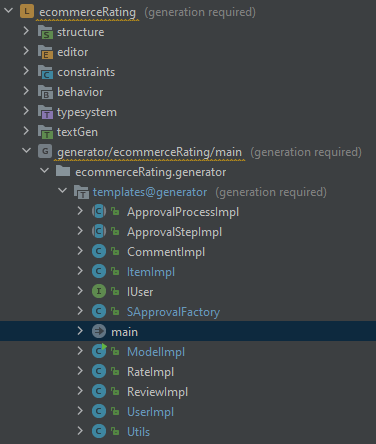 ecommerceRating (generation required)
structure
editor
constraints
behavior
typesystem
textGen
generator/ecommerceRating/main (generation required)
ecommerceRating.generator
templates@generator (generation required)
ApprovalProcessImpl
ApprovalStepImpl
CommentImpl
ItemImpl
IUser
SApprovalFactory
main
ModelImpl
RateImpl
ReviewImpl
UserImpl
Utils